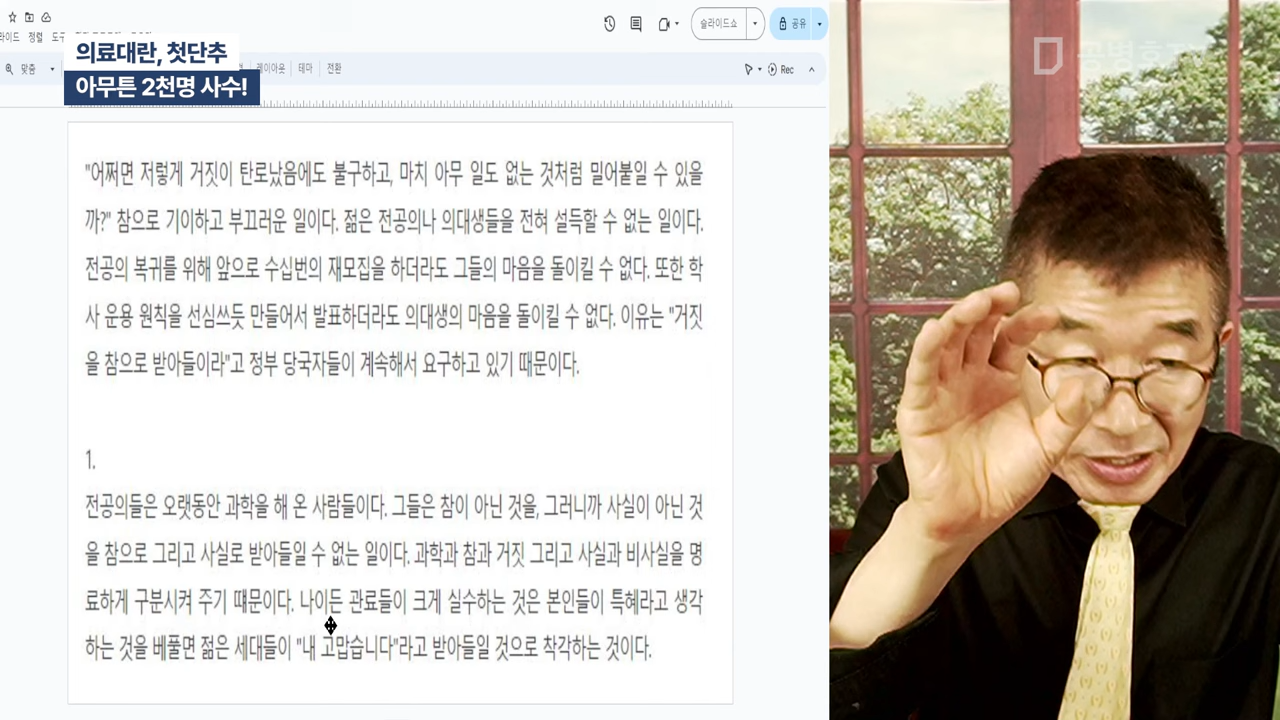 슬라이드쇼
공유
라이드 정렬 도구
의료대란, 첫단추
맞춤
레이아웃 테마 전환
Rec
아무튼 2천명 사수!
"어쩌면 저렇게 거짓이 탄로났음에도 불구하고, 마치 아무 일도 없는 것처럼 밀어붙일 수 있을
까?" 참으로 기이하고 부끄러운 일이다. 젊은 전공의나 의대생들을 전혀 설득할 수 없는 일이다.
전공의 복귀를 위해 앞으로 수십번의 재모집을 하더라도 그들의 마음을 돌이킬 수 없다. 또한 학
사 운용 원칙을 선심쓰듯 만들어서 발표하더라도 의대생의 마음을 돌이킬 수 없다. 이유는 "거짓
을 참으로 받아들이라"고 정부 당국자들이 계속해서 요구하고 있기 때문이다.
1.
전공의들은 오랫동안 과학을 해 온 사람들이다. 그들은 참이 아닌 것을, 그러니까 사실이 아닌 것
을 참으로 그리고 사실로 받아들일 수 없는 일이다. 과학과 참과 거짓 그리고 사실과 비사실을 명
료하게 구분시켜 주기 때문이다. 나이든 관료들이 크게 실수하는 것은 본인들이 특혜라고 생각
하는 것을 베풀면 젊은 세대들이 "내 고맙습니다"라고 받아들일 것으로 착각하는 것이다.